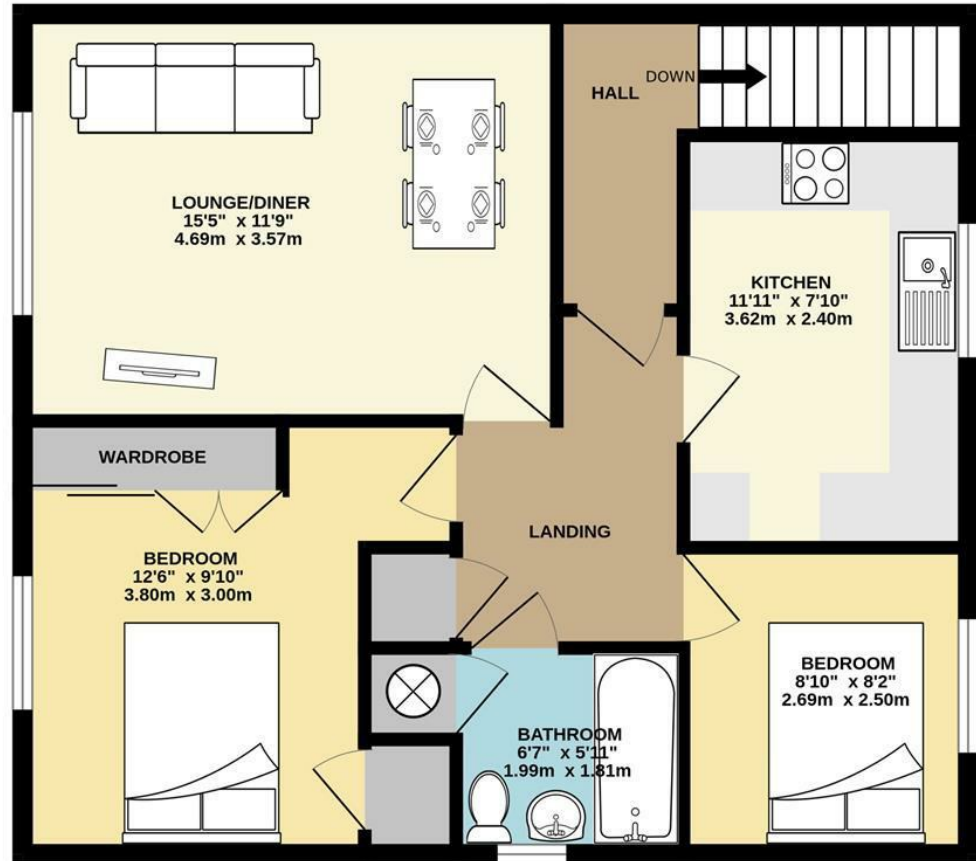 DOWN
HALL
LOUNGE/DINER
15'5" x 11'9"
4.69m x 3.57m
KITCHEN
11'11" x 7'10"
3.62m x 2.40m
WARDROBE
LANDING
BEDROOM
12'6" x 9'10"
3.80m x 3.00m
BEDROOM
8'10" x 8'2"
2.69m x 2.50m
BATHROOM
6'7" x 5'11"
1.99m x 1.81m